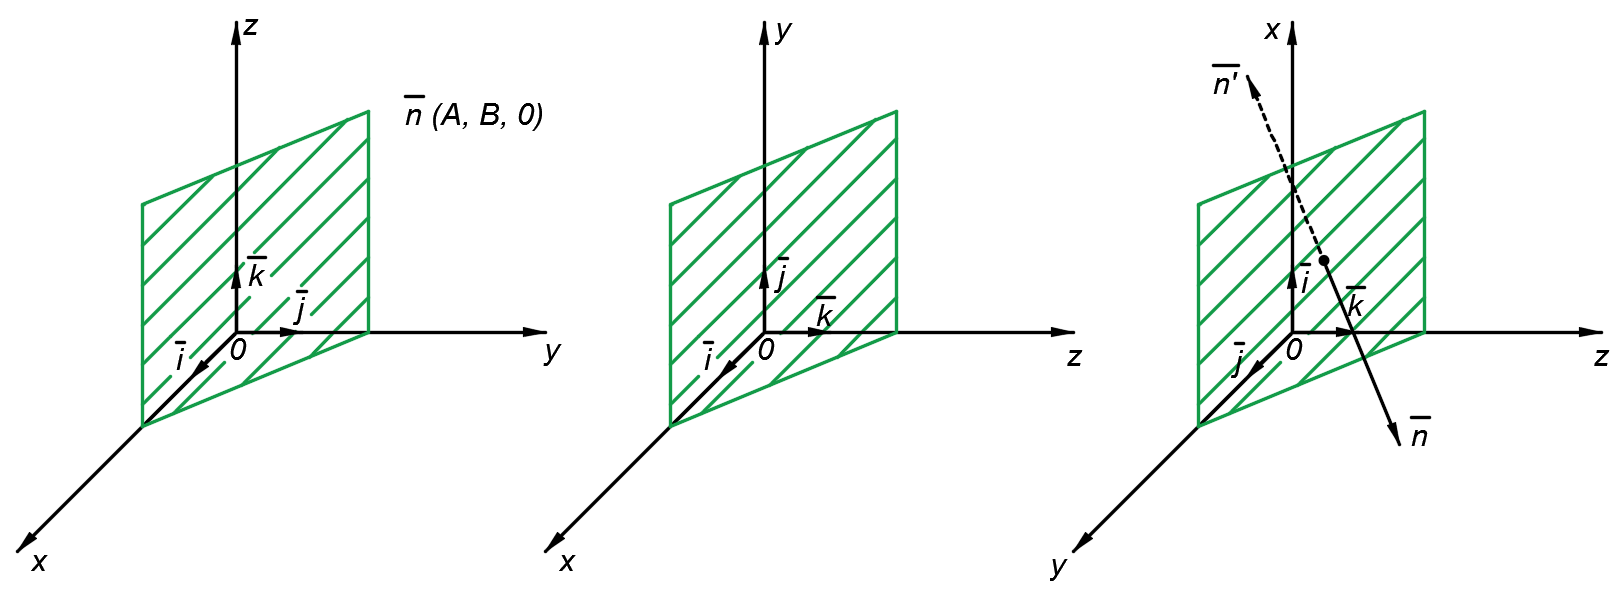 z
n̅ (A, B, 0)
k̅
j̅
i̅
0
y
x
y
j̅
k̅
i̅
0
z
x
x
n̅'
i̅
k̅
j̅
0
z
n̅
y